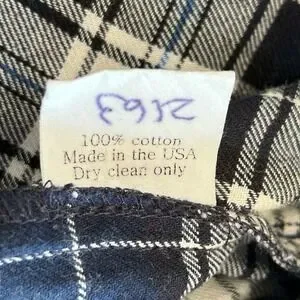 2163
100% cotton
Made in the USA
Dry clean only